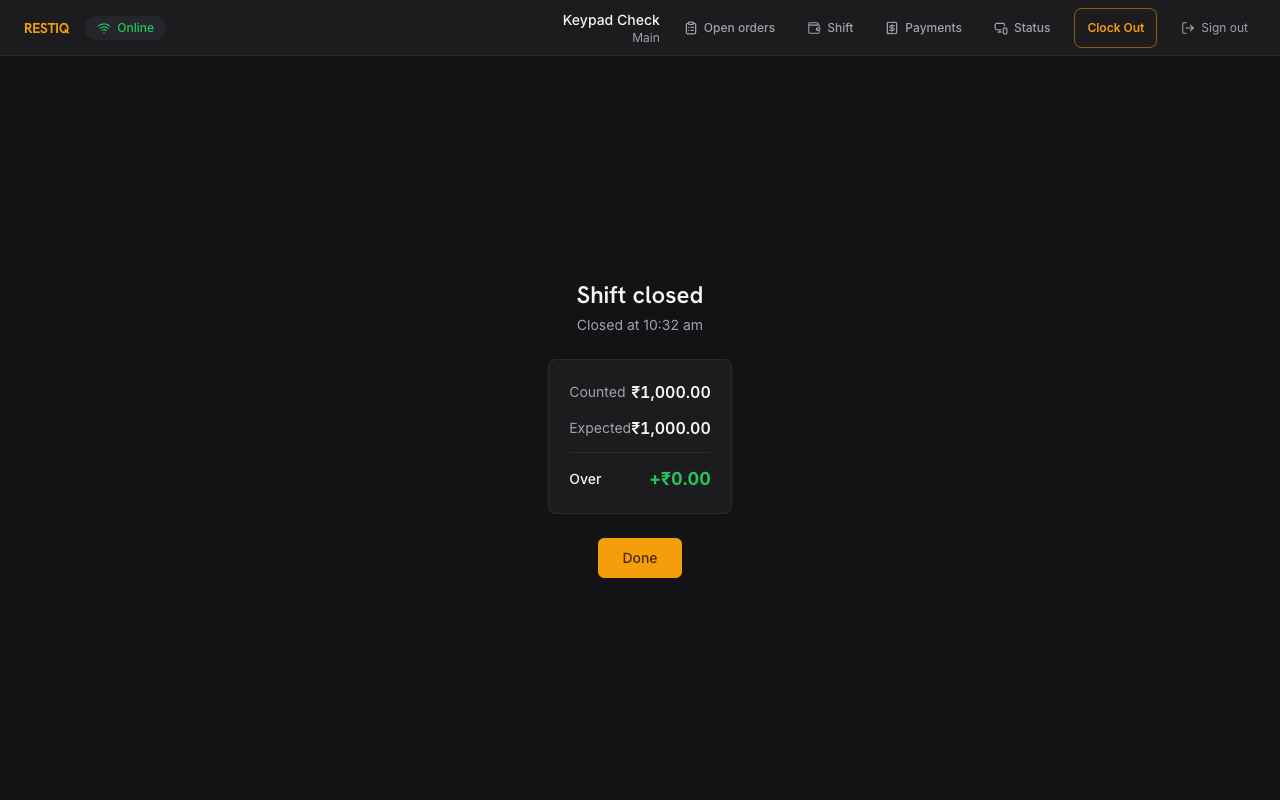 RESTIQ
Online
Keypad Check
Main
Open orders
Shift
Payments
Status
Clock Out
Sign out
Shift closed
Closed at 10:32 am
Counted ₹1,000.00
Expected ₹1,000.00
Over +₹0.00
Done